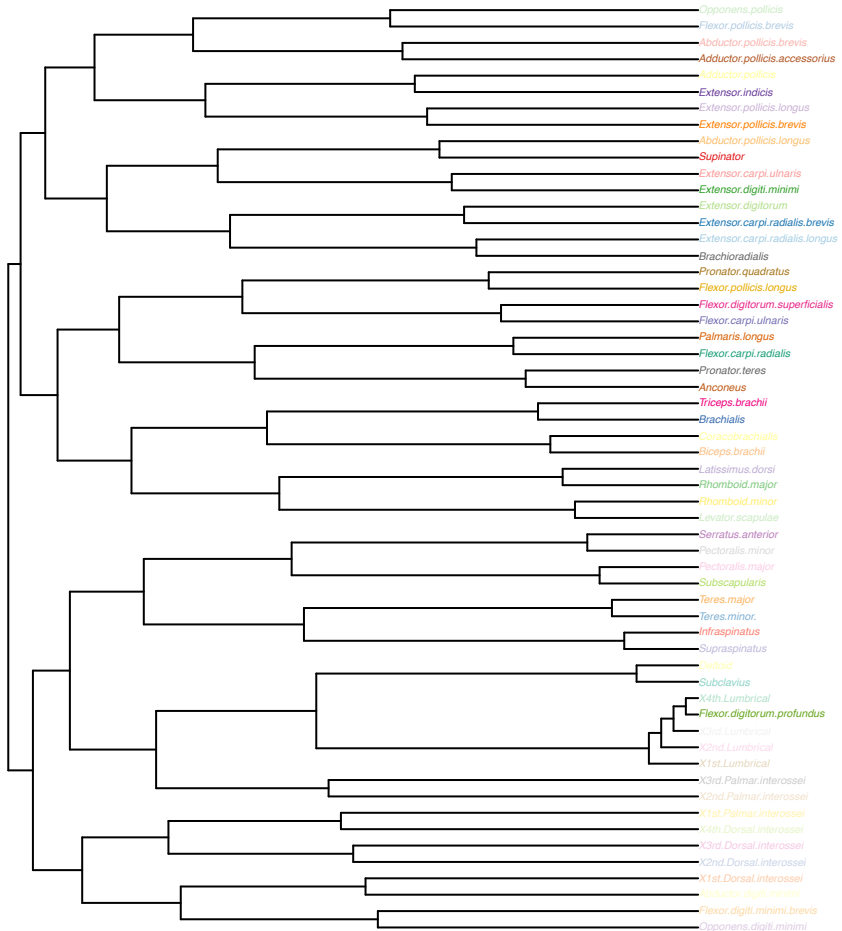 Opponens.pollicis
Flexor.pollicis.brevis
Abductor.pollicis.brevis
Adductor.pollicis.accessorius
Adductor.pollicis
Extensor.indicis
Extensor.pollicis.longus
Extensor.pollicis.brevis
Abductor.pollicis.longus
Supinator
Extensor.carpi.ulnaris
Extensor.digiti.minimi
Extensor.digitorum
Extensor.carpi.radialis.brevis
Extensor.carpi.radialis.longus
Brachioradialis
Pronator.quadratus
Flexor.pollicis.longus
Flexor.digitorum.superficialis
Flexor.carpi.ulnaris
Palmaris.longus
Flexor.carpi.radialis
Pronator.teres
Anconeus
Triceps.brachii
Brachialis
Coracobrachialis
Biceps.brachii
Latissimus.dorsi
Rhomboid.major
Rhomboid.minor
Levator.scapulae
Serratus.anterior
Pectoralis.minor
Pectoralis.major
Subscapularis
Teres.major
Teres.minor.
Infraspinatus
Supraspinatus
Deltoid
Subclavius
X4th.Lumbrical
Flexor.digitorum.profundus
X3rd.Lumbrical
X2nd.Lumbrical
X1st.Lumbrical
X3rd.Palmar.interossei
X2nd.Palmar.interossei
X1st.Palmar.interossei
X4th.Dorsal.interossei
X3rd.Dorsal.interossei
X2nd.Dorsal.interossei
X1st.Dorsal.interossei
Flexor.digiti.minimi.brevis
Opponens.digiti.minimi